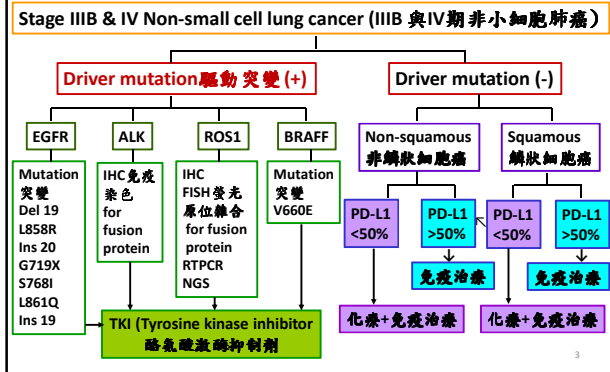 Stage IIIB & IV Non-small cell lung cancer (IIIB 與IV期非小細胞肺癌)
Driver mutation驅動突變(+)
Driver mutation (-)
EGFR
ALK
ROS1
BRAFF
Non-squamous
非鱗狀細胞癌
Squamous
鱗狀細胞癌
Mutation
突變
Del 19
L858R
Ins 20
G719X
S768I
L861Q
Ins 19
IHC免疫
染色
for
fusion
protein
IHC
FISH螢光
原位雜合
for fusion
protein
RTPCR
NGS
Mutation
突變
V660E
PD-L1
<50%
PD-L1
>50%
PD-L1
<50%
PD-L1
>50%
免疫治療
免疫治療
TKI (Tyrosine kinase inhibitor
酪氨酸激酶抑制劑
化療+免疫治療
化療+免疫治療
3